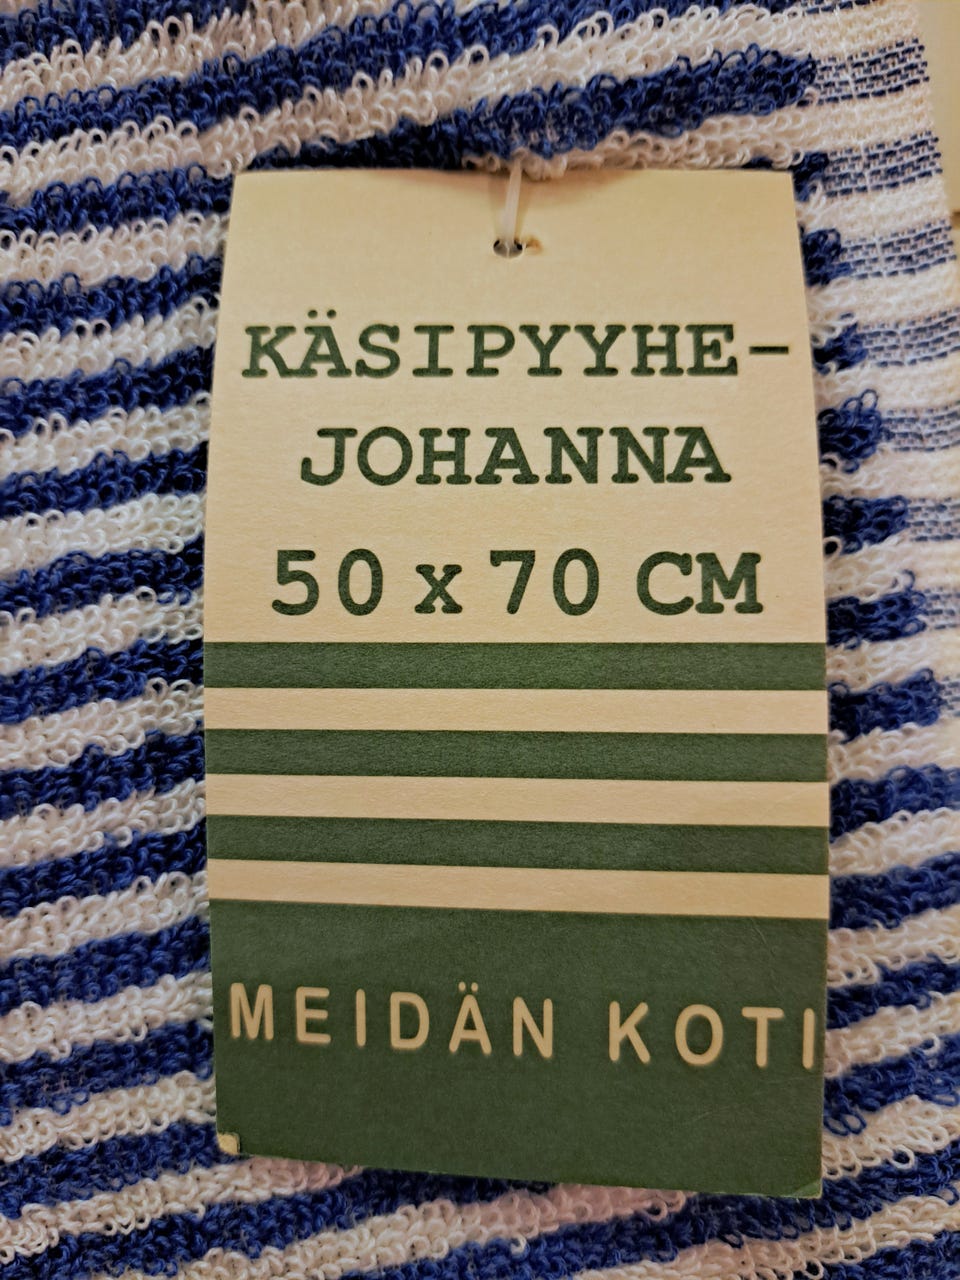 KÄSIPYYHE-
JOHANNA
50 x 70 CM
MEIDÄN KOTI